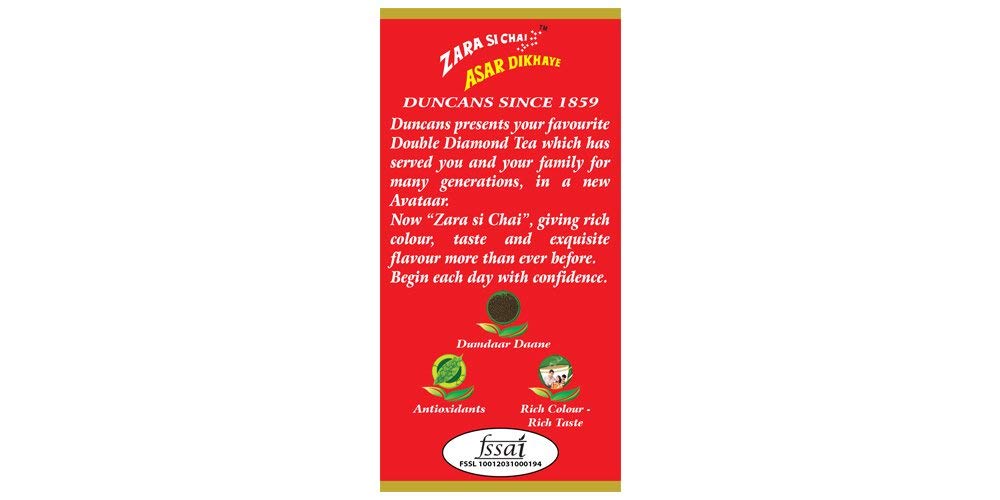 ZARA SI CHAI TM
ASAR DIKHAYE
DUNCANS SINCE 1859
Duncans presents your favourite
Double Diamond Tea which has
served you and your family for
many generations, in a new
Avataar.
Now “Zara si Chai”, giving rich
colour, taste and exquisite
flavour more than ever before.
Begin each day with confidence.
Dumdaar Daane
Antioxidants
Rich Colour -
Rich Taste
fssai
FSSL 10012031000194